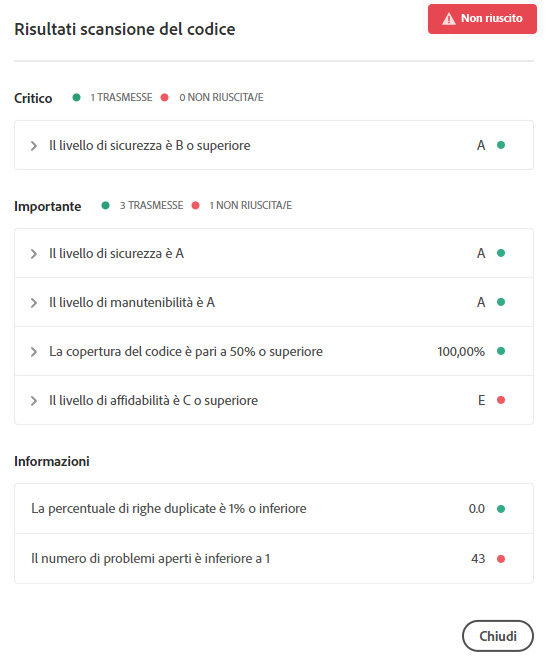 Risultati scansione del codice
Non riuscito
Critico 1 TRASMESSE 0 NON RIUSCITA/E
Il livello di sicurezza è B o superiore A
Importante 3 TRASMESSE 1 NON RIUSCITA/E
Il livello di sicurezza è A A
Il livello di manutenibilità è A A
La copertura del codice è pari a 50% o superiore 100,00%
Il livello di affidabilità è C o superiore E
Informazioni
La percentuale di righe duplicate è 1% o inferiore 0.0
Il numero di problemi aperti è inferiore a 1 43
Chiudi